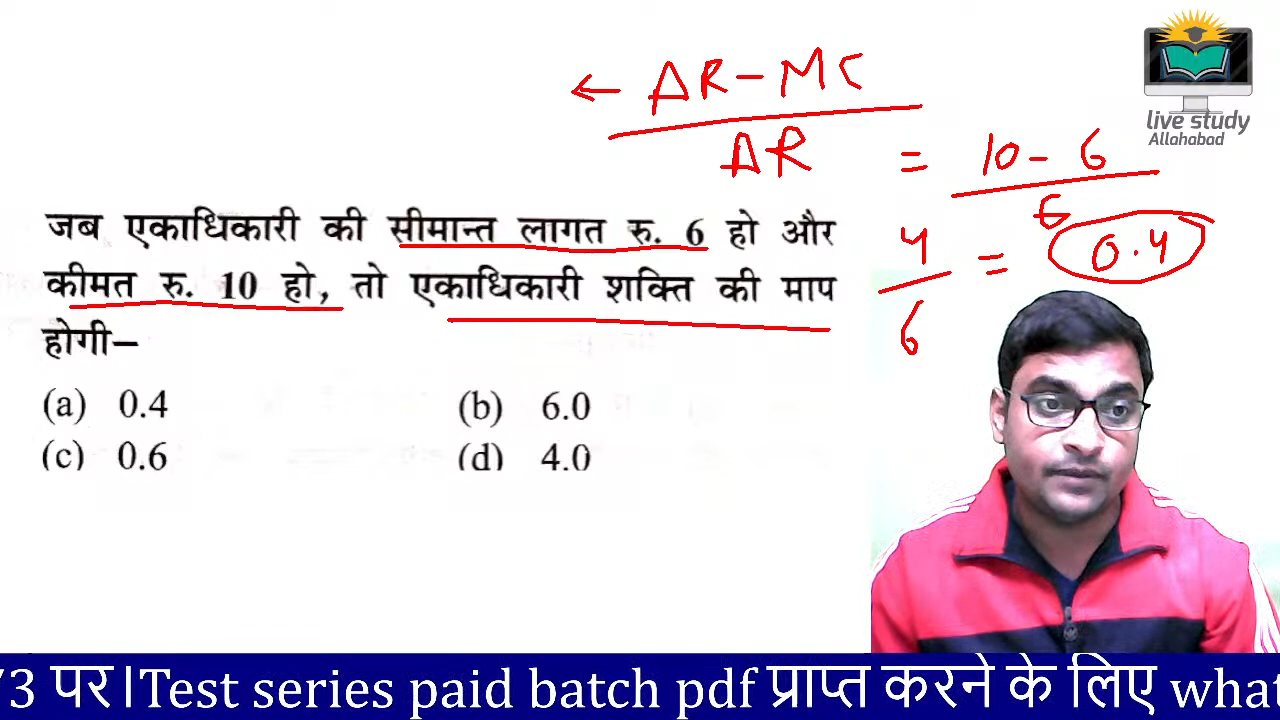 ← AR - MC
AR
= 10 - 6
6
4
6
= 0.4
live study
Allahabad
जब एकाधिकारी की सीमान्त लागत रु. 6 हो और
कीमत रु. 10 हो, तो एकाधिकारी शक्ति की माप
होगी–
(a) 0.4 (b) 6.0
(c) 0.6 (d) 4.0
73 पर।Test series paid batch pdf प्राप्त करने के लिए what